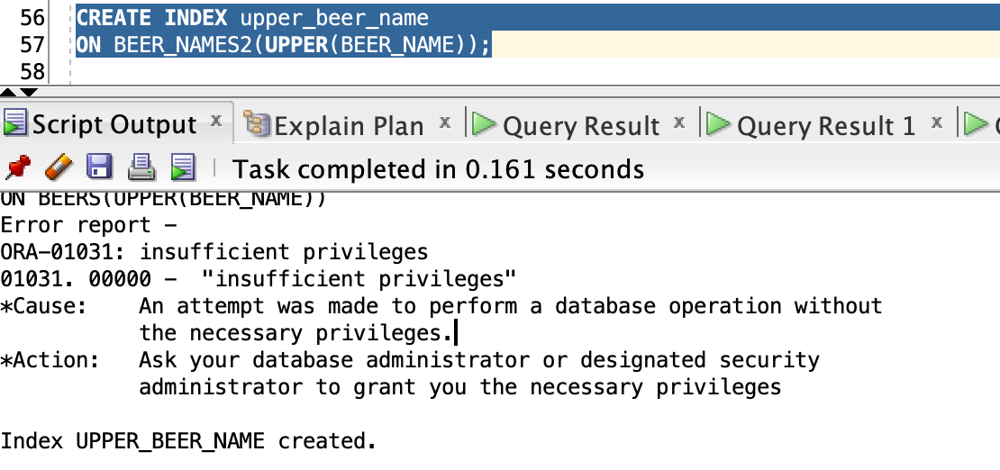 56 CREATE INDEX upper_beer_name
57 ON BEER_NAMES2(UPPER(BEER_NAME));
58
Script Output x Explain Plan x Query Result x Query Result 1 x
Task completed in 0.161 seconds
ON BEERS(UPPER(BEER_NAME))
Error report –
ORA-01031: insufficient privileges
01031. 00000 –  "insufficient privileges"
*Cause:    An attempt was made to perform a database operation without
the necessary privileges.
*Action:   Ask your database administrator or designated security
administrator to grant you the necessary privileges
Index UPPER_BEER_NAME created.